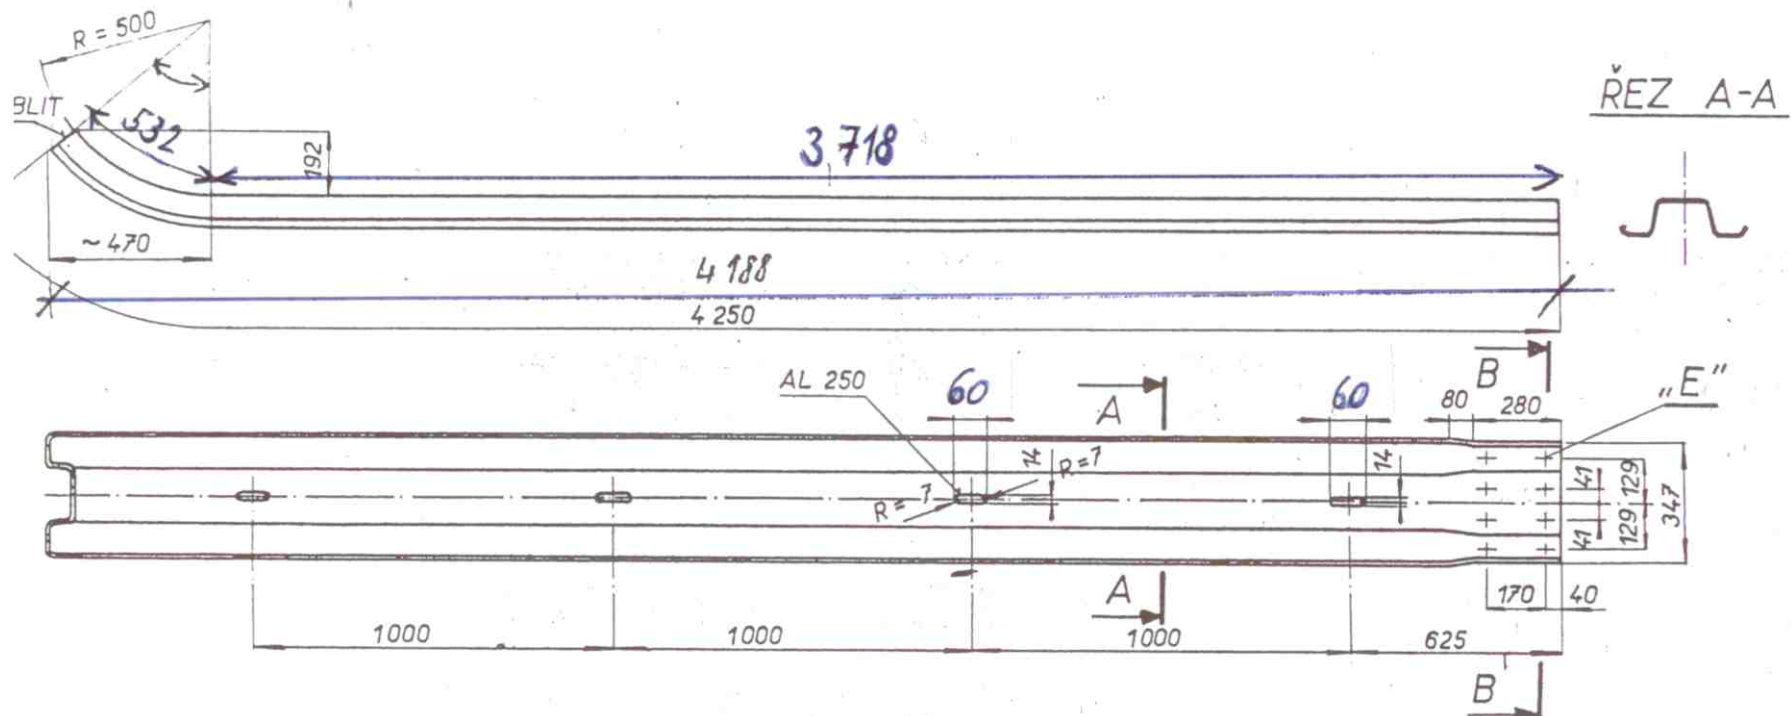 R = 500
BLIT
532
192
3 718
ŘEZ A-A
~ 470
4 188
4 250
AL 250
60
A
60
B
80
280
„E”
14
R=7
14
R= 7
41
129
347
41
129
A
170
40
1000
1000
1000
625
B